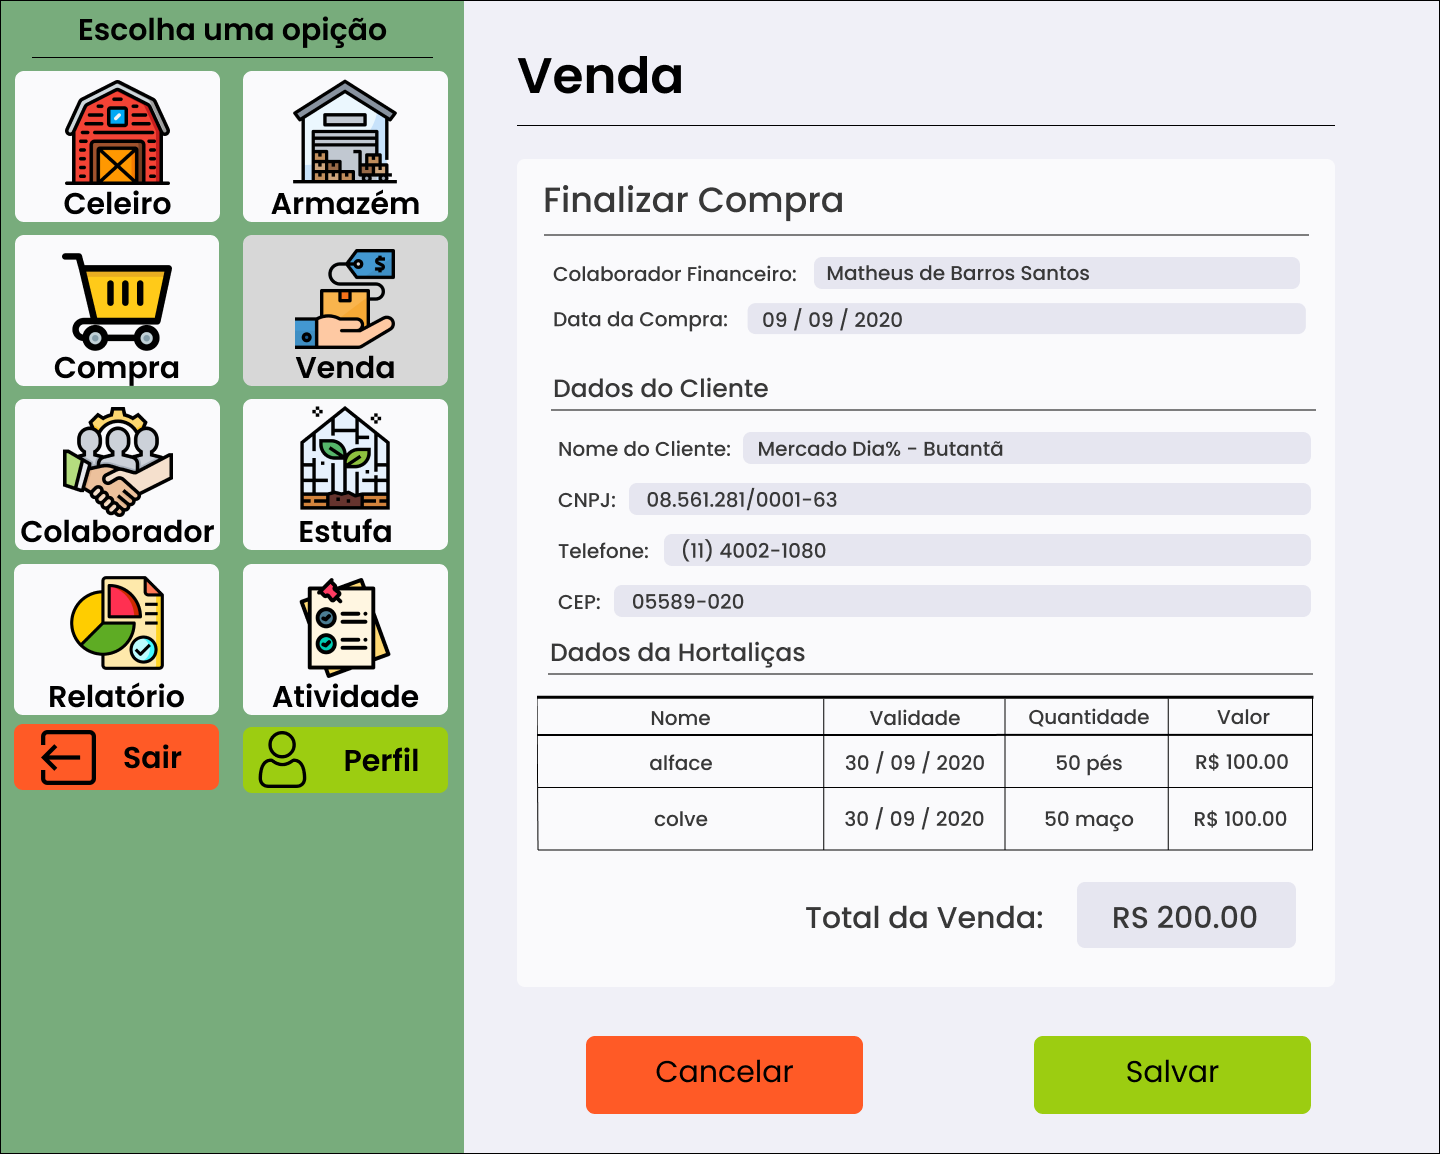 Escolha uma opção
Celeiro
Armazém
Compra
Venda
Colaborador
Estufa
Relatório
Atividade
Sair
Perfil
Venda
Finalizar Compra
Colaborador Financeiro: Matheus de Barros Santos
Data da Compra: 09 / 09 / 2020
Dados do Cliente
Nome do Cliente: Mercado Dia% - Butantã
CNPJ: 08.561.281/0001-63
Telefone: (11) 4002-1080
CEP: 05589-020
Dados da Hortaliças
Nome Validade Quantidade Valor
alface 30 / 09 / 2020 50 pés R$ 100.00
colve 30 / 09 / 2020 50 maço R$ 100.00
Total da Venda: RS 200.00
Cancelar
Salvar